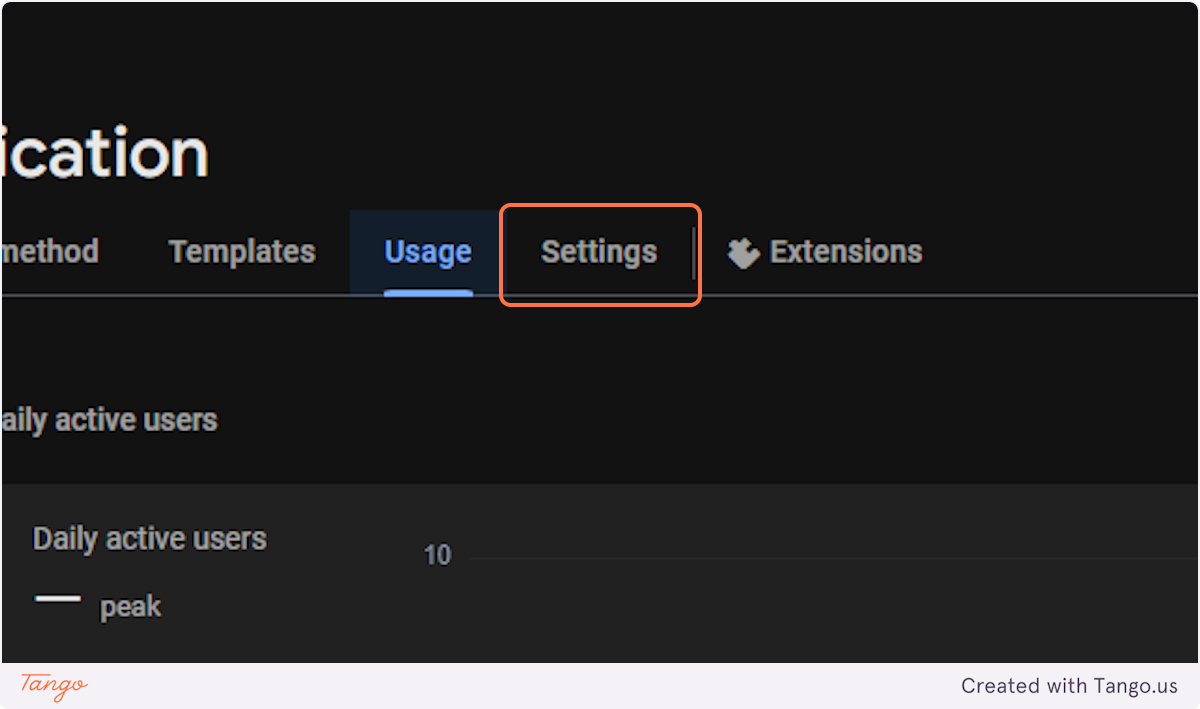 ication
method Templates Usage Settings Extensions
aily active users
Daily active users
10
peak
Tango
Created with Tango.us